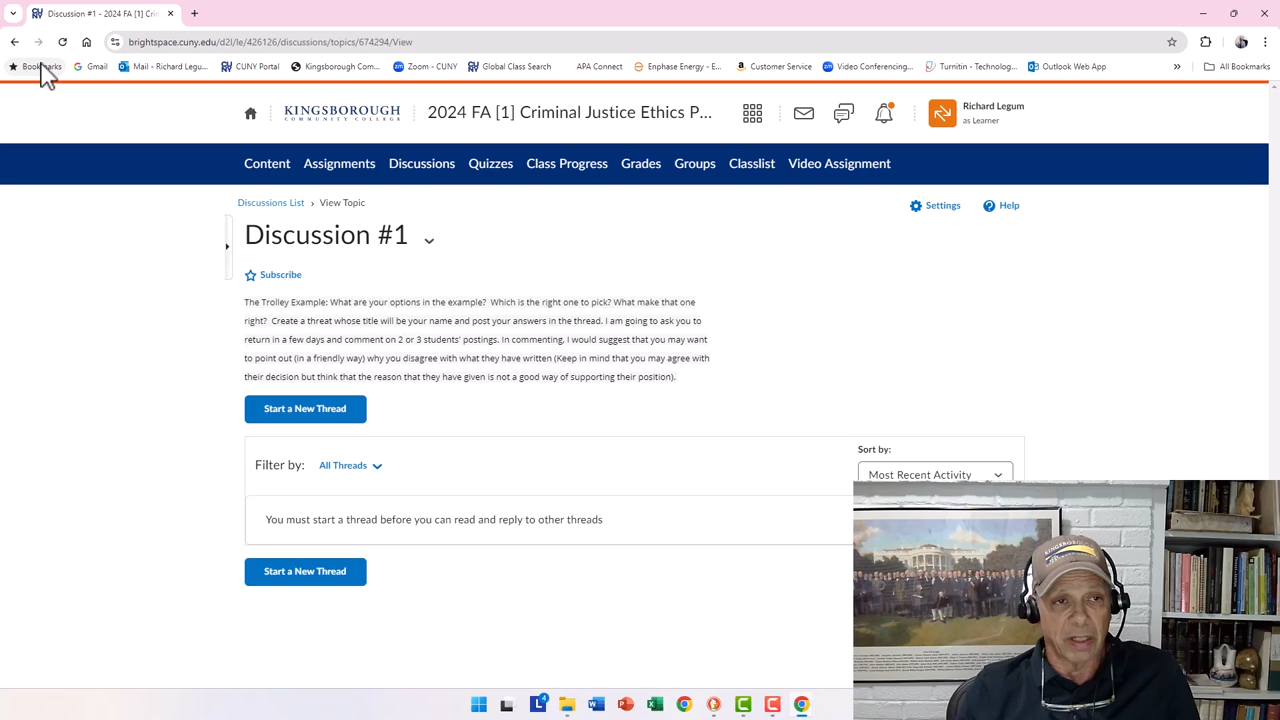 Discussion #1 - 2024 FA [1] Crin
brightspace.cuny.edu/d2l/le/426126/discussions/topics/674294/View
Bookmarks Gmail Mail - Richard Legum... CUNY Portal Kingsborough Com... Zoom - CUNY Global Class Search APA Connect Enphase Energy - E... Customer Service Video Conferencing... Turnitin - Technolog... Outlook Web App » All Bookmarks
KINGSBOROUGH
COMMUNITY COLLEGE
2024 FA [1] Criminal Justice Ethics P...
Richard Legum
as Learner
Content Assignments Discussions Quizzes Class Progress Grades Groups Classlist Video Assignment
Discussions List › View Topic
Settings Help
Discussion #1
Subscribe
The Trolley Example: What are your options in the example? Which is the right one to pick? What make that one
right? Create a threat whose title will be your name and post your answers in the thread. I am going to ask you to
return in a few days and comment on 2 or 3 students' postings. In commenting, I would suggest that you may want
to point out (in a friendly way) why you disagree with what they have written (Keep in mind that you may agree with
their decision but think that the reason that they have given is not a good way of supporting their position).
Start a New Thread
Filter by: All Threads
Sort by:
Most Recent Activity
You must start a thread before you can read and reply to other threads
Start a New Thread
KINGSBOROUGH